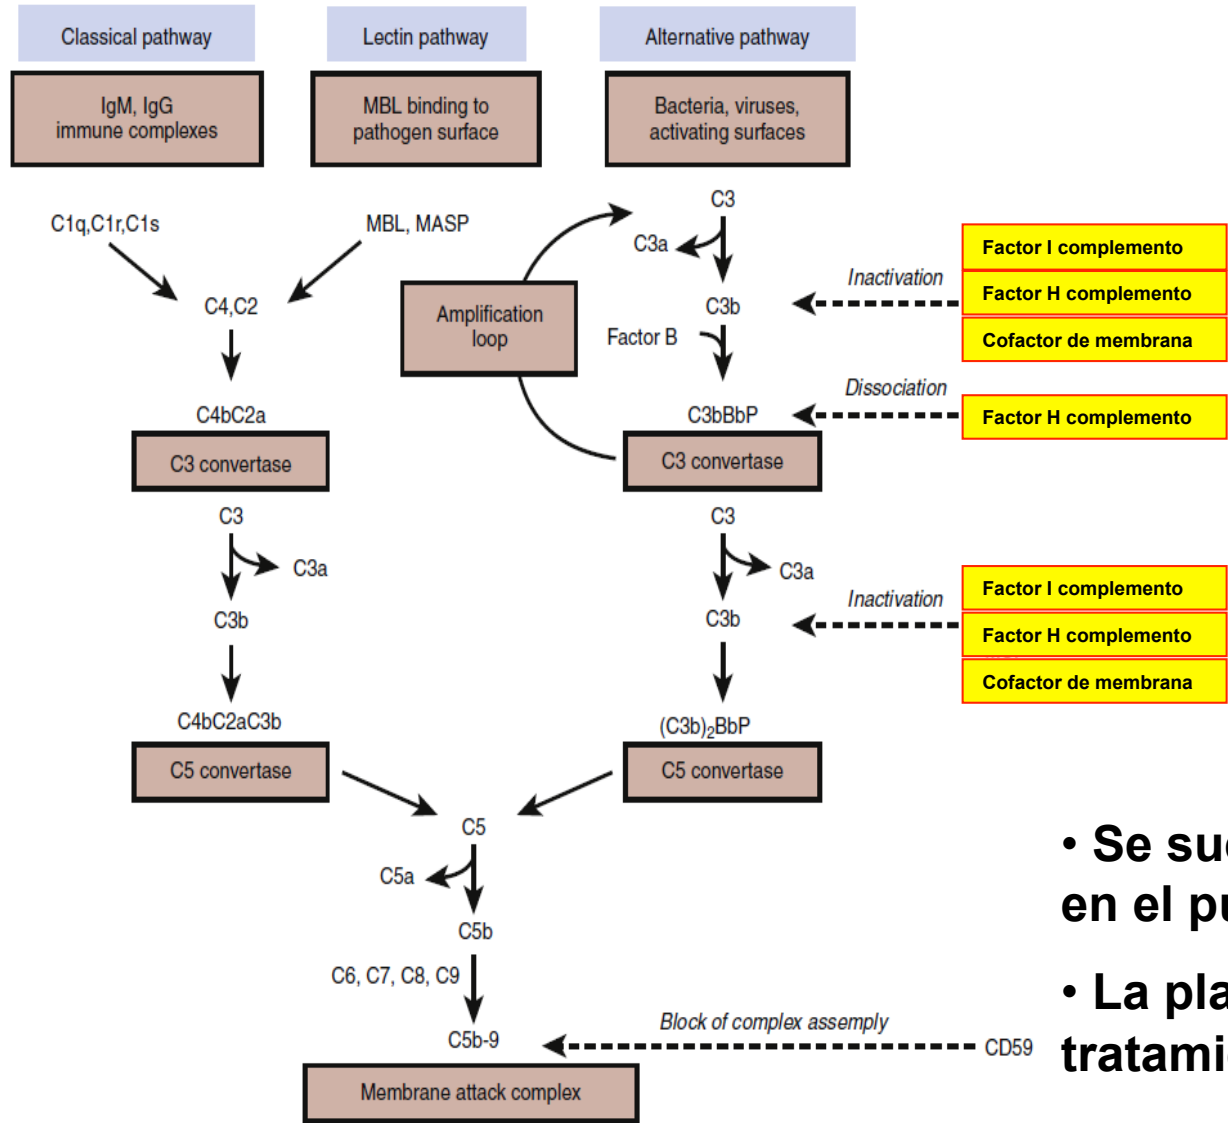 Classical pathway
Lectin pathway
Alternative pathway
IgM, IgG
immune complexes
MBL binding to
pathogen surface
Bacteria, viruses,
activating surfaces
C1q,C1r,C1s
MBL, MASP
C3
C3a
C4,C2
Amplification
loop
C3b
Inactivation
Factor I complemento
Factor H complemento
Cofactor de membrana
Factor B
Dissociation
C4bC2a
C3bBbP
Factor H complemento
C3 convertase
C3 convertase
C3
C3a
C3b
C3
C3a
C3b
Inactivation
Factor I complemento
Factor H complemento
Cofactor de membrana
C4bC2aC3b
(C3b)₂BbP
C5 convertase
C5 convertase
C5
C5a
C5b
C6, C7, C8, C9
C5b-9
Block of complex assembly
CD59
Membrane attack complex
• Se
en el
• La